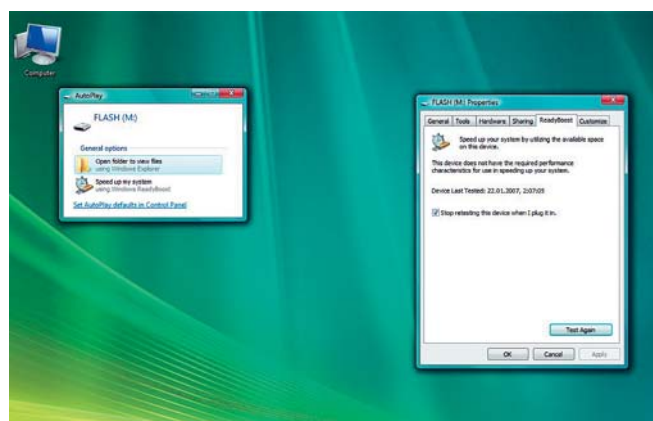 Computer
AutoPlay
FLASH (M:)
General options
Open folder to view files
using Windows Explorer
Speed up my system
using Windows ReadyBoost
Set AutoPlay defaults in Control Panel
FLASH (M:) Properties
General Tools Hardware Sharing ReadyBoost Customize
Speed up your system by utilizing the available space
on this device.
This device does not have the required performance
characteristics for use in speeding up your system.
Device Last Tested: 22.01.2007, 2:07:05
Stop retesting this device when I plug it in.
Test Again
OK Cancel Apply